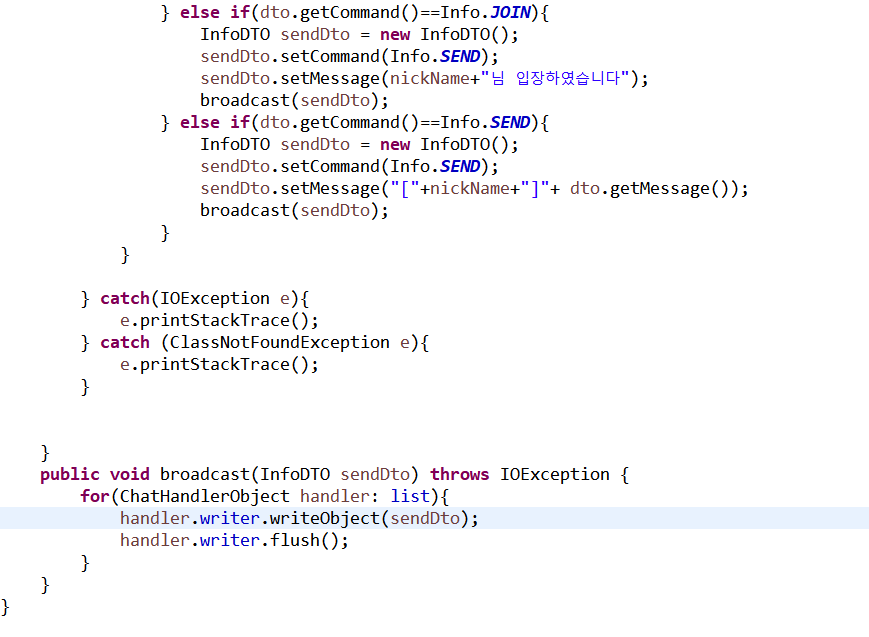 } else if(dto.getCommand()==Info.JOIN){
InfoDTO sendDto = new InfoDTO();
sendDto.setCommand(Info.SEND);
sendDto.setMessage(nickName+"님 입장하였습니다");
broadcast(sendDto);
} else if(dto.getCommand()==Info.SEND){
InfoDTO sendDto = new InfoDTO();
sendDto.setCommand(Info.SEND);
sendDto.setMessage("["+nickName+"]"+ dto.getMessage());
broadcast(sendDto);
}
}
} catch(IOException e){
e.printStackTrace();
} catch (ClassNotFoundException e){
e.printStackTrace();
}
}
public void broadcast(InfoDTO sendDto) throws IOException {
for(ChatHandlerObject handler: list){
handler.writer.writeObject(sendDto);
handler.writer.flush();
}
}
}